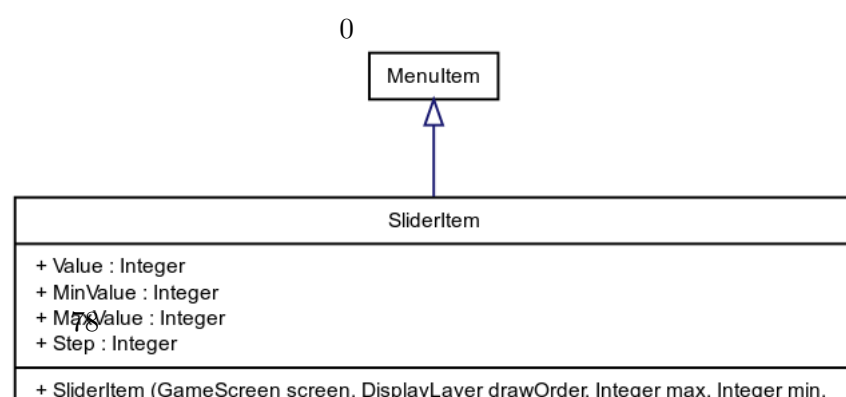 0
MenuItem
SliderItem
+ Value : Integer
+ MinValue : Integer
+ MaxValue : Integer
78
+ Step : Integer
+ SliderItem (GameScreen screen, DisplayLayer drawOrder, Integer max, Integer min,